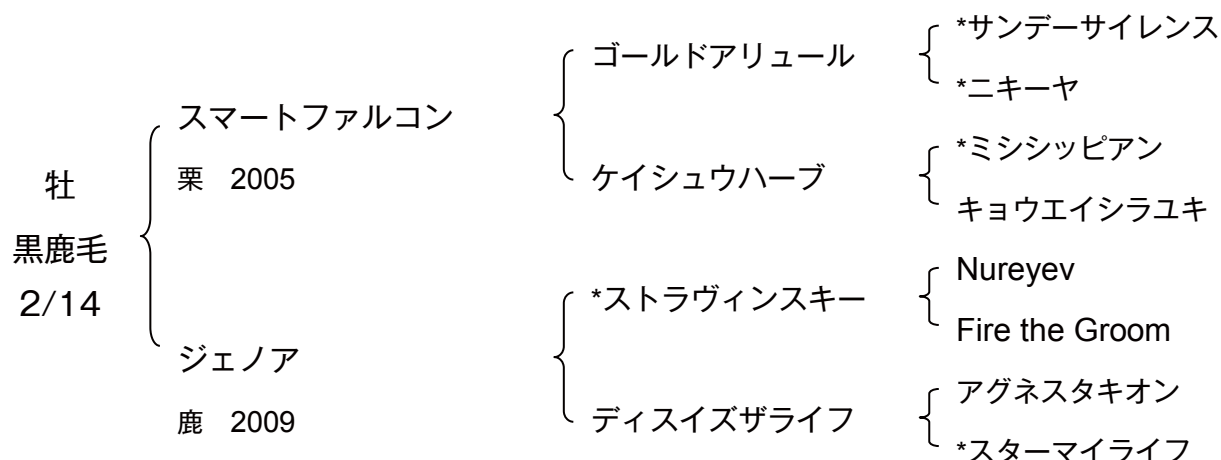 牡
黒鹿毛
2/14
スマートファルコン
栗 2005
ジェノア
鹿 2009
ゴールドアリュール
ケイシュウハーブ
*ストラヴィンスキー
ディスイズザライフ
*サンデーサイレンス
*ニキーヤ
*ミシシッピアン
キョウエイシラユキ
Nureyev
Fire the Groom
アグネスタキオン
*スターマイライフ